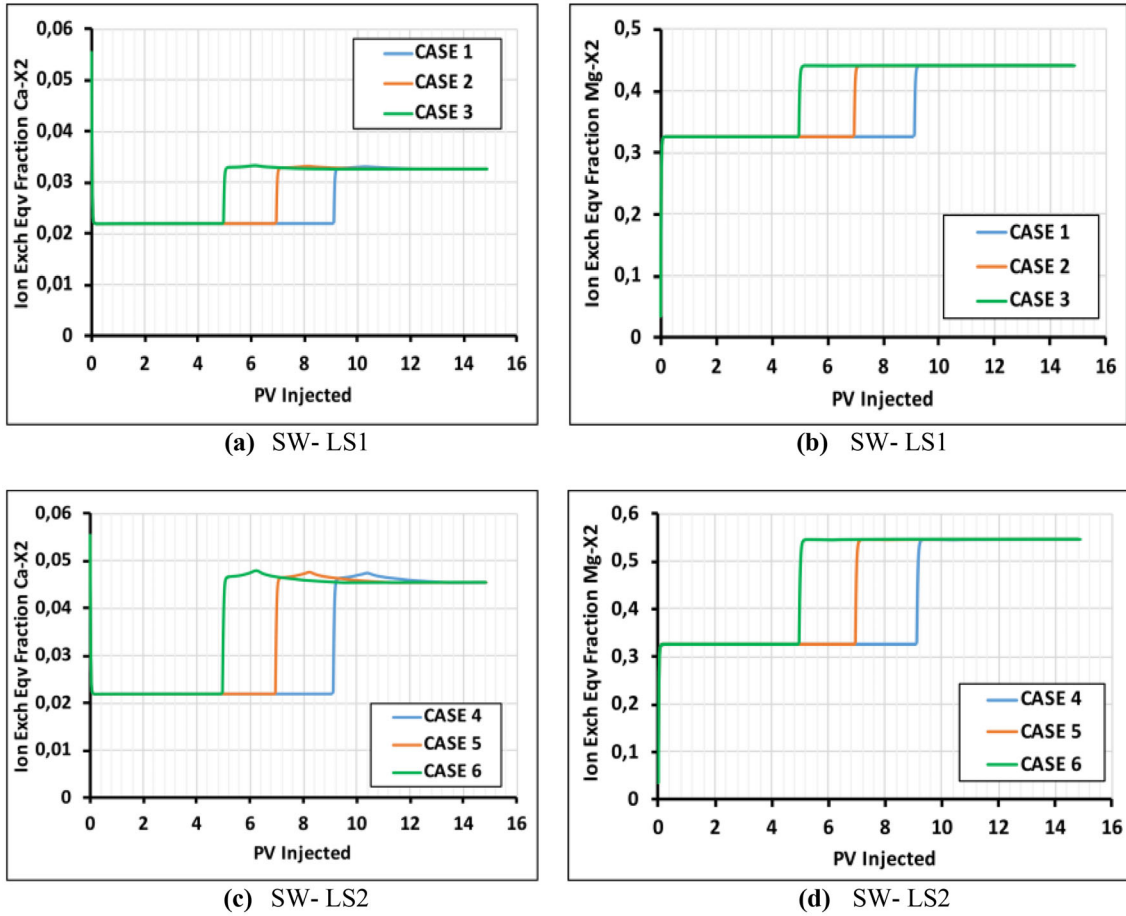 Ion Exch Eqv Fraction Ca-X2
0,06
0,05
0,04
0,03
0,02
0,01
0
0 2 4 6 8 10 12 14 16
PV Injected
CASE 1
CASE 2
CASE 3
(a) SW- LS1
Ion Exch Eqv Fraction Mg-X2
0,5
0,4
0,3
0,2
0,1
0
0 2 4 6 8 10 12 14 16
PV Injected
CASE 1
CASE 2
CASE 3
(b) SW- LS1
Ion Exch Eqv Fraction Ca-X2
0,06
0,05
0,04
0,03
0,02
0,01
0
0 2 4 6 8 10 12 14 16
PV Injected
CASE 4
CASE 5
CASE 6
(c) SW- LS2
Ion Exch Eqv Fraction Mg-X2
0,6
0,5
0,4
0,3
0,2
0,1
0
0 2 4 6 8 10 12 14 16
PV Injected
CASE 4
CASE 5
CASE 6
(d) SW- LS2